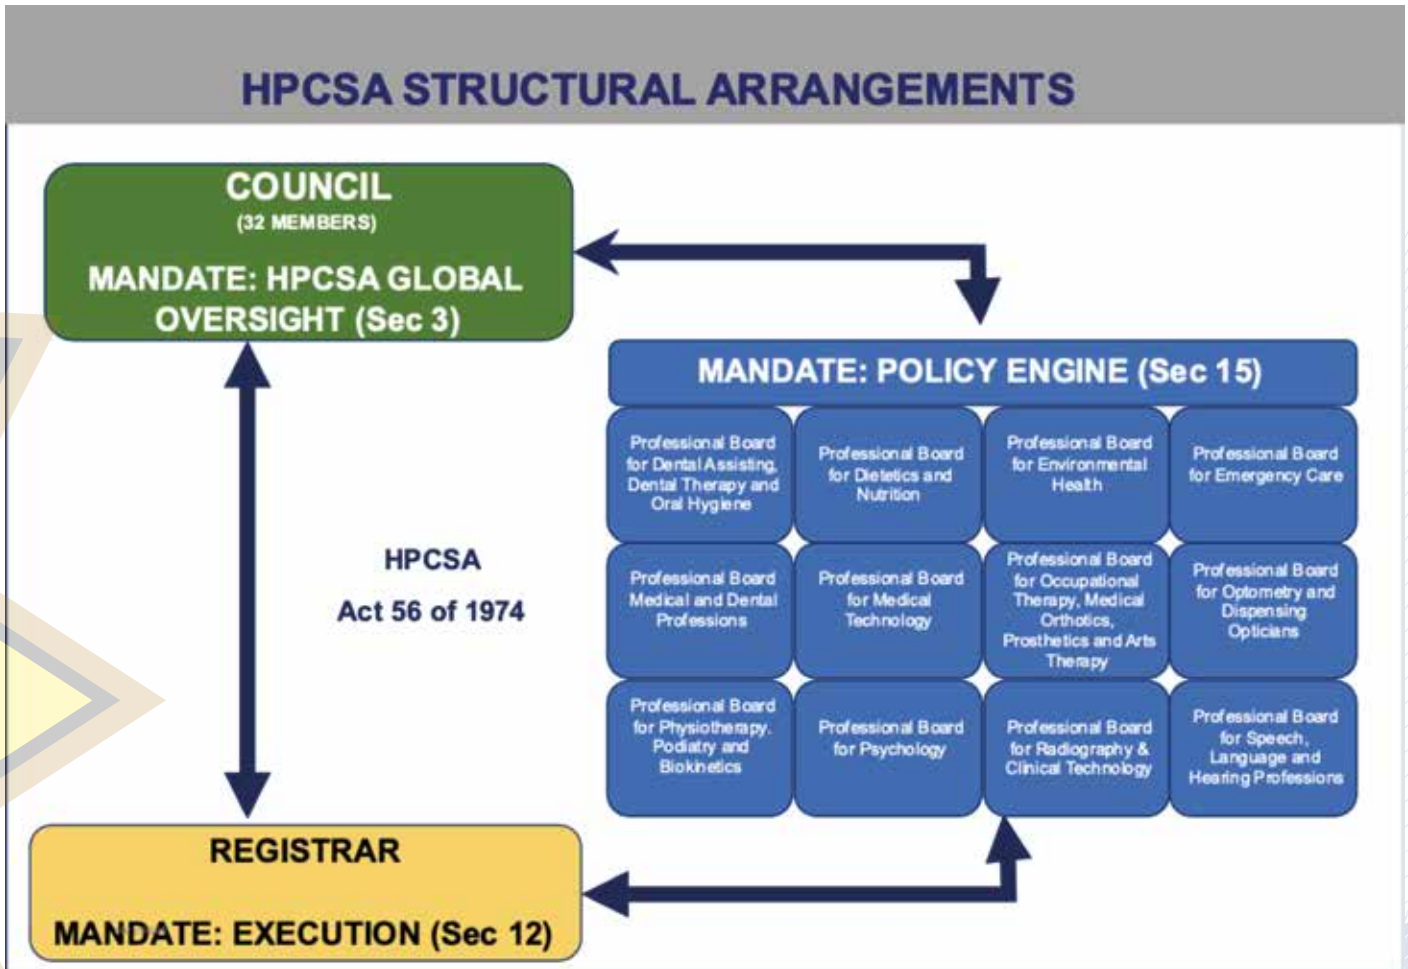 HPCSA STRUCTURAL ARRANGEMENTS
COUNCIL
(32 MEMBERS)
MANDATE: HPCSA GLOBAL
OVERSIGHT (Sec 3)
MANDATE: POLICY ENGINE (Sec 15)
Professional Board
for Dental Assisting,
Dental Therapy and
Oral Hygiene
Professional Board
for Dietetics and
Nutrition
Professional Board
for Environmental
Health
Professional Board
for Emergency Care
HPCSA
Act 56 of 1974
Professional Board
Medical and Dental
Professions
Professional Board
for Medical
Technology
Professional Board
for Occupational
Therapy, Medical
Orthotics,
Prosthetics and Arts
Therapy
Professional Board
for Optometry and
Dispensing
Opticians
Professional Board
for Physiotherapy.
Podiatry and
Biokinetics
Professional Board
for Psychology
Professional Board
for Radiography &
Clinical Technology
Professional Board
for Speech,
Language and
Hearing Professions
REGISTRAR
MANDATE: EXECUTION (Sec 12)